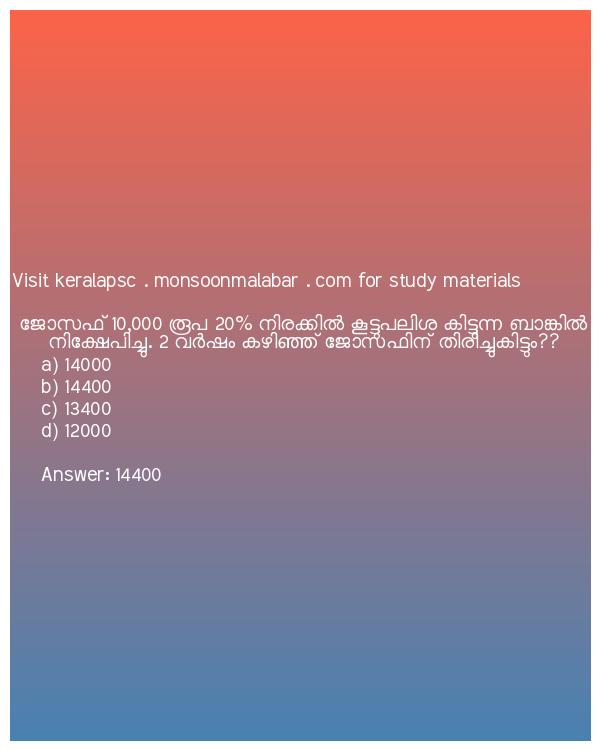 Visit keralapsc . monsoonmalabar . com for study materials
ജോസഫ് 10,000 രൂപ 20% നിരക്കിൽ കൂട്ടുപലിശ കിട്ടുന്ന ബാങ്കിൽ
നിക്ഷേപിച്ചു. 2 വർഷം കഴിഞ്ഞ് ജോസഫിന് തിരിച്ചുകിട്ടും??
a) 14000
b) 14400
c) 13400
d) 12000
Answer: 14400